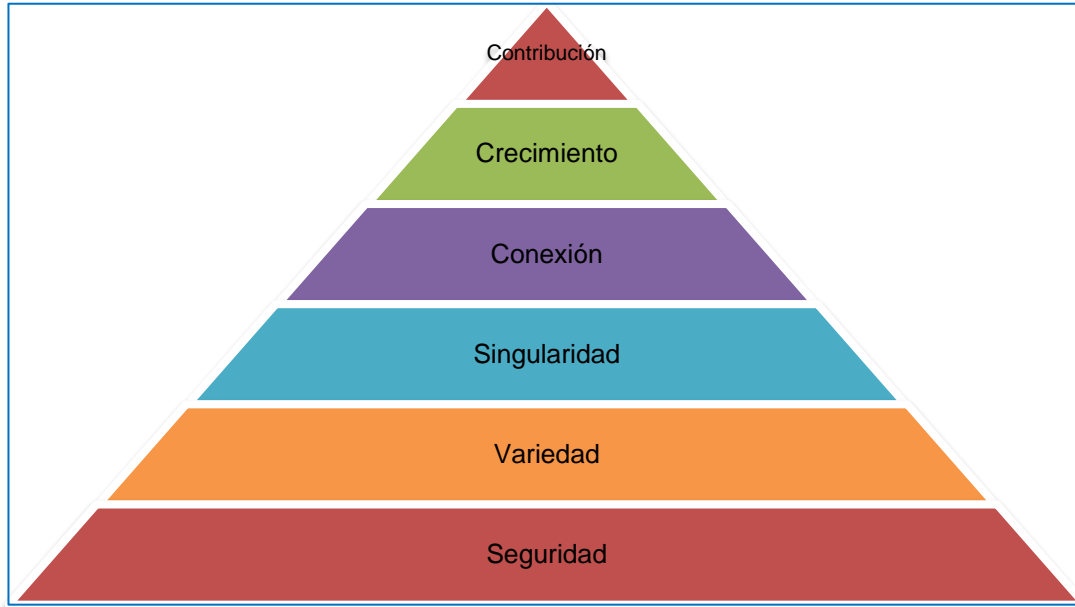 Contribución
Crecimiento
Conexión
Singularidad
Variedad
Seguridad